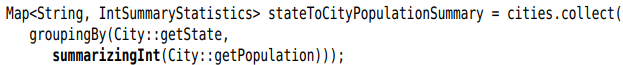 Map<String, IntSummaryStatistics> stateToCityPopulationSummary = cities.collect(
groupingBy(City::getState,
summarizingInt(City::getPopulation)));